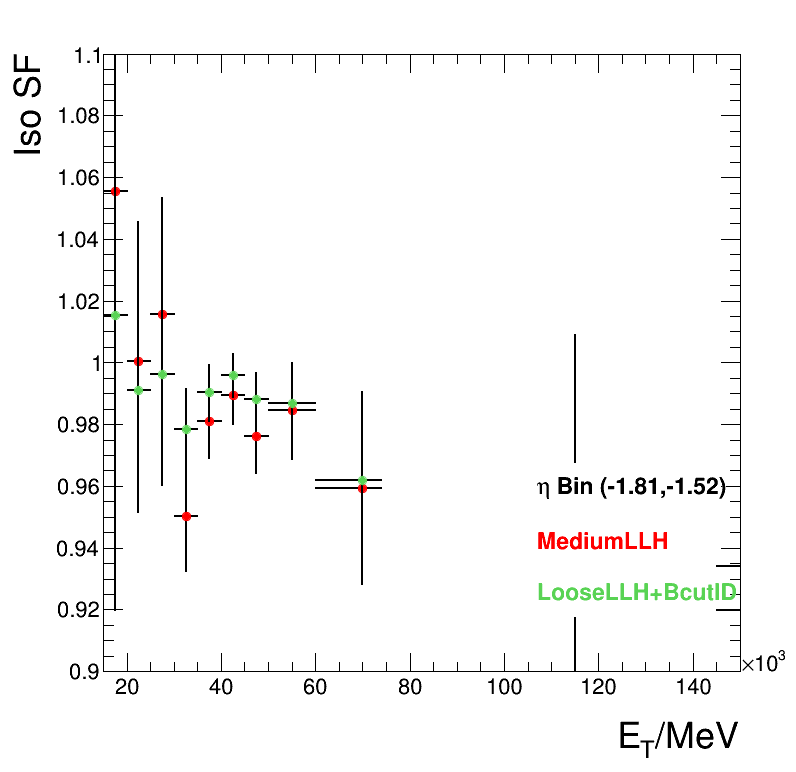 Iso SF
1.1
1.08
1.06
1.04
1.02
1
0.98
0.96
0.94
0.92
0.9
η Bin (-1.81,-1.52)
MediumLLH
LooseLLH+BcutID
20 40 60 80 100 120 140
×10³
E_T/MeV